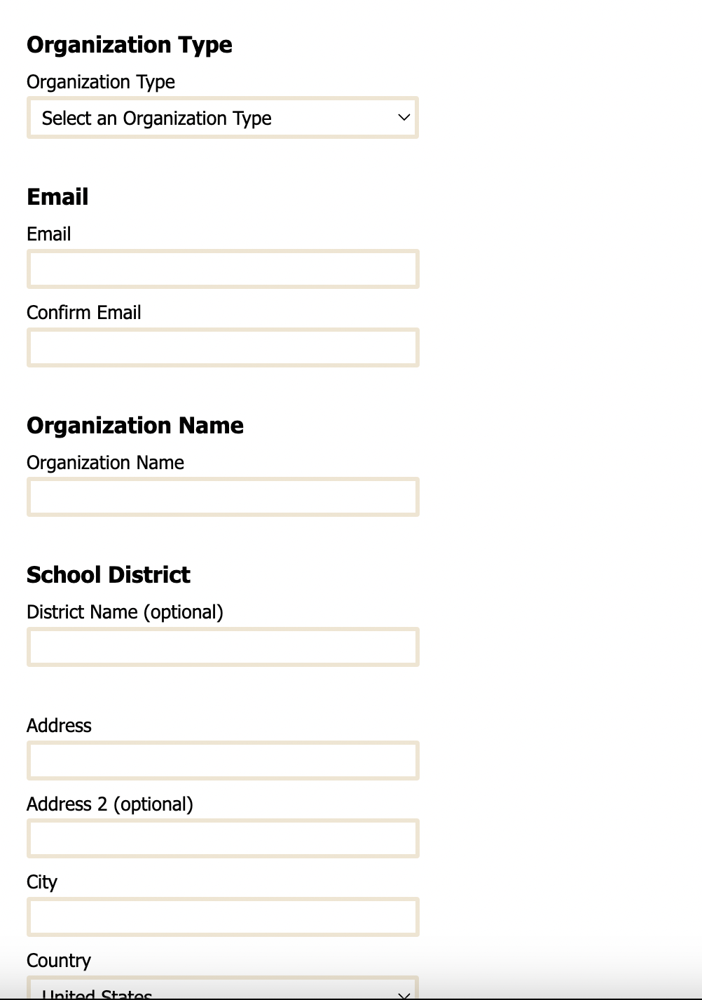 Organization Type
Organization Type
Select an Organization Type
Email
Email
Confirm Email
Organization Name
Organization Name
School District
District Name (optional)
Address
Address 2 (optional)
City
Country
United States